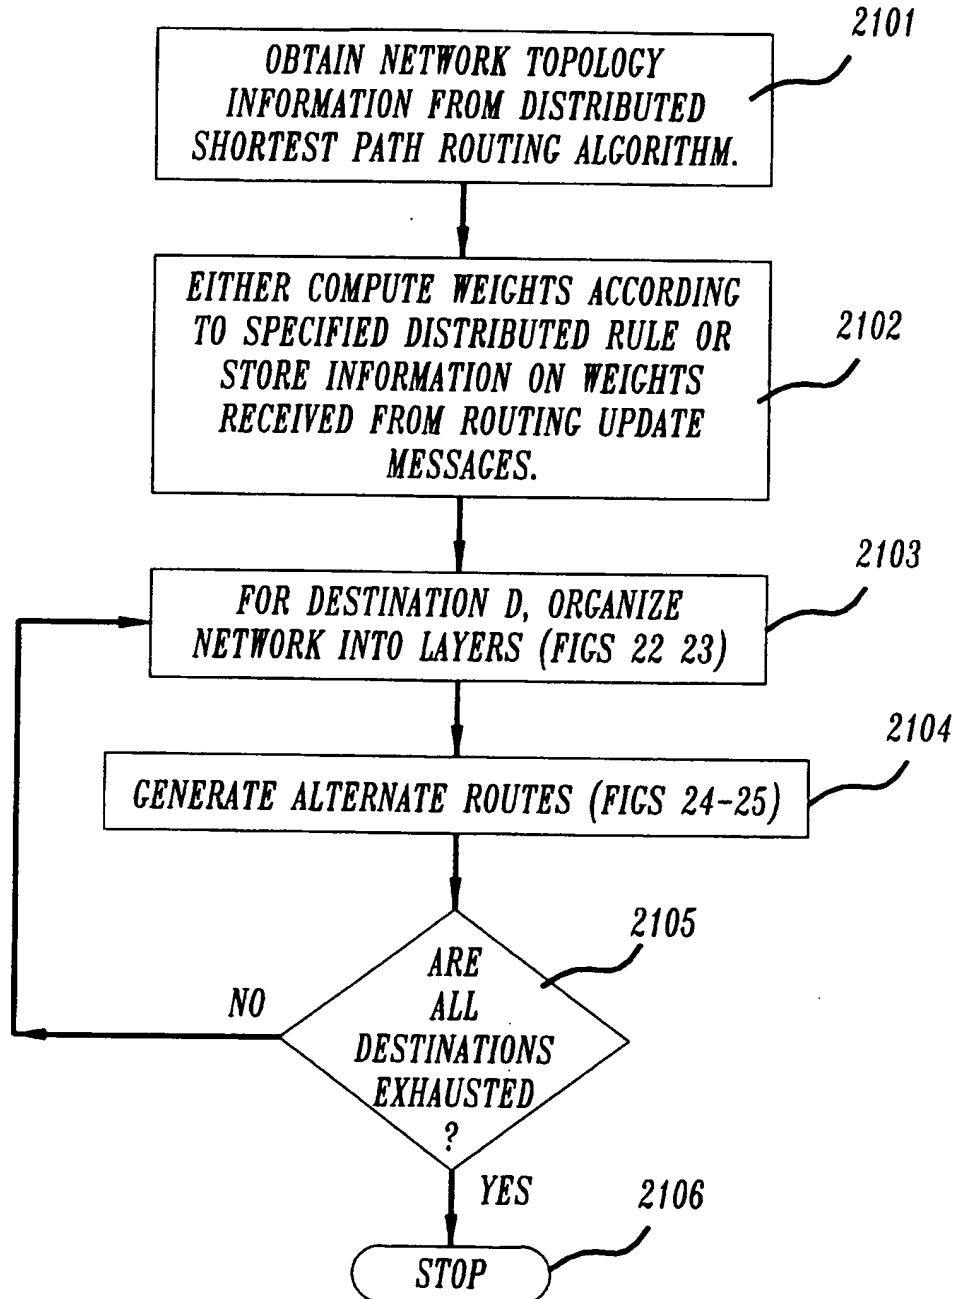 2101
OBTAIN NETWORK TOPOLOGY
INFORMATION FROM DISTRIBUTED
SHORTEST PATH ROUTING ALGORITHM.
EITHER COMPUTE WEIGHTS ACCORDING
TO SPECIFIED DISTRIBUTED RULE OR
STORE INFORMATION ON WEIGHTS
RECEIVED FROM ROUTING UPDATE
MESSAGES.
2102
2103
FOR DESTINATION D, ORGANIZE
NETWORK INTO LAYERS (FIGS 22 23)
2104
GENERATE ALTERNATE ROUTES (FIGS 24-25)
2105
ARE
ALL
DESTINATIONS
EXHAUSTED
?
NO
YES
2106
STOP